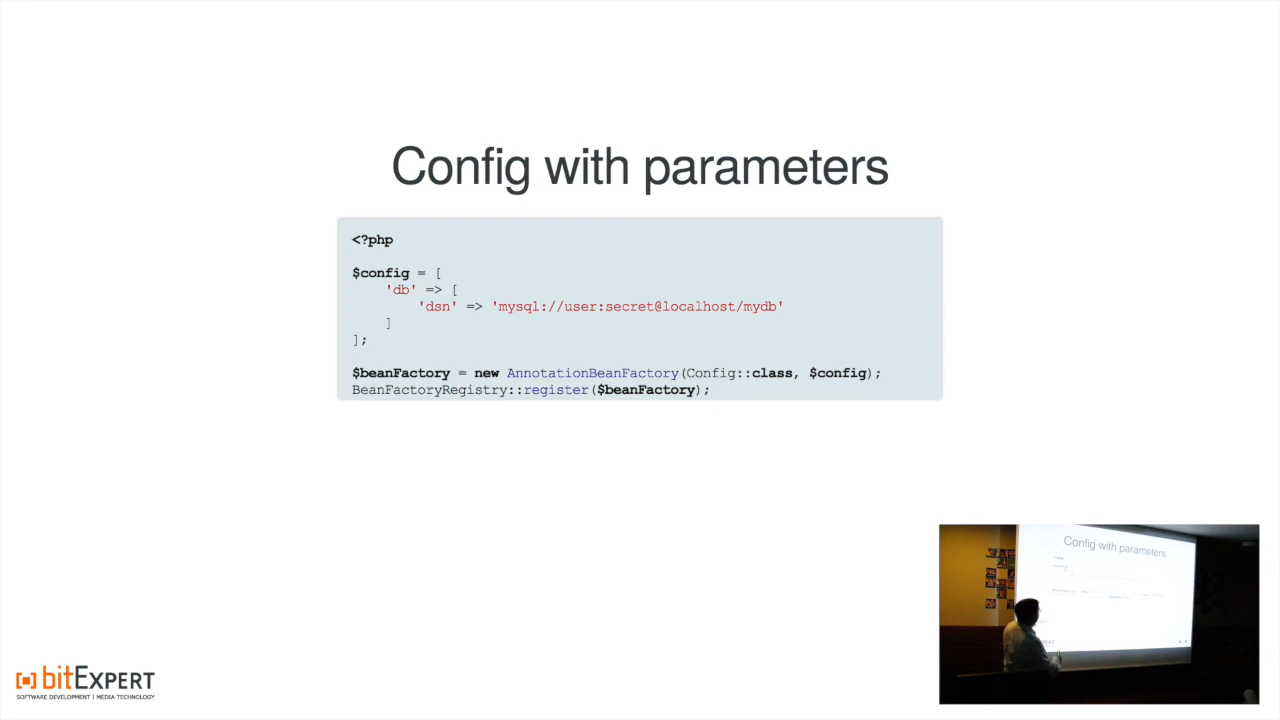 Config with parameters
<?php
$config = [
    'db' => [
        'dsn' => 'mysql://user:secret@localhost/mydb'
    ]
];
$beanFactory = new AnnotationBeanFactory(Config::class, $config);
BeanFactoryRegistry::register($beanFactory);
Config with parameters
bitExpert
SOFTWARE DEVELOPMENT | MEDIA TECHNOLOGY